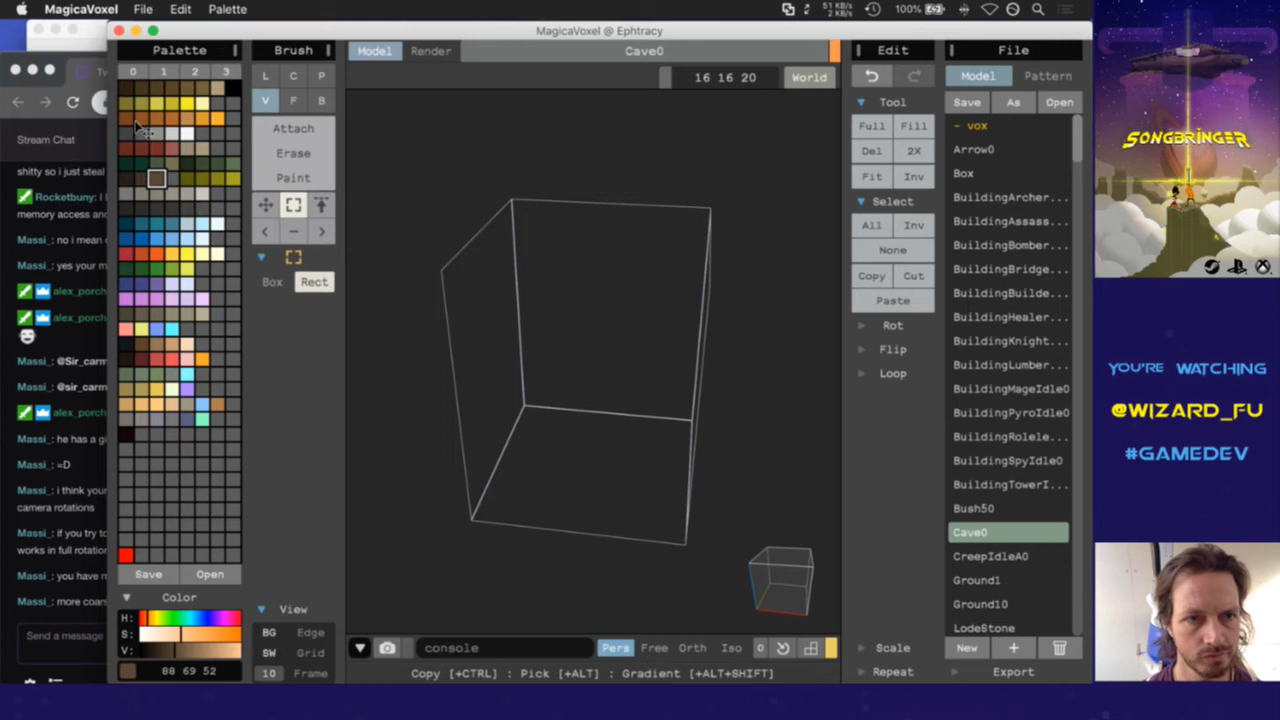 MagicaVoxel File Edit Palette
51 KB/s
2 KB/s
100%
MagicaVoxel @ Ephtracy
Palette
0 1 2 3
Save Open
Color
H:
S:
V:
88 69 52
Brush
L C P
V F B
Attach
Erase
Paint
Box Rect
View
BG Edge
SW Grid
10 Frame
Model Render Cave0
16 16 20 World
console Pers Free Orth Iso 0
Copy [+CTRL] : Pick [+ALT] : Gradient [+ALT+SHIFT]
Edit
Tool
Full Fill
Del 2X
Fit Inv
Select
All Inv
None
Copy Cut
Paste
Rot
Flip
Loop
Scale
Repeat
File
Model Pattern
Save As Open
- vox
Arrow0
Box
BuildingArcher...
BuildingAssass...
BuildingBomber...
BuildingBridge...
BuildingBuilde...
BuildingHealer...
BuildingKnight...
BuildingLumber...
BuildingMageIdle0
BuildingPyroIdle0
BuildingRolele...
BuildingSpyIdle0
BuildingTowerI...
Bush50
Cave0
CreepIdleA0
Ground1
Ground10
LodeStone
New +
Export
Tw
Stream Chat
shitty so i just steal
Rocketbuny: I
memory access and
Massi_: no i mean
Massi_: yes your m
alex_porch
alex_porch
Massi_: @Sir_carm
Massi_: @sir_carm
alex_porch
Massi_: he has a gi
Massi_: =D
Massi_: i think your
camera rotations
Massi_: if you try to
works in full rotation
Massi_: you have m
Massi_: more coars
Send a message
SONGBRINGER
YOU'RE WATCHING
@WIZARD_FU
#GAMEDEV